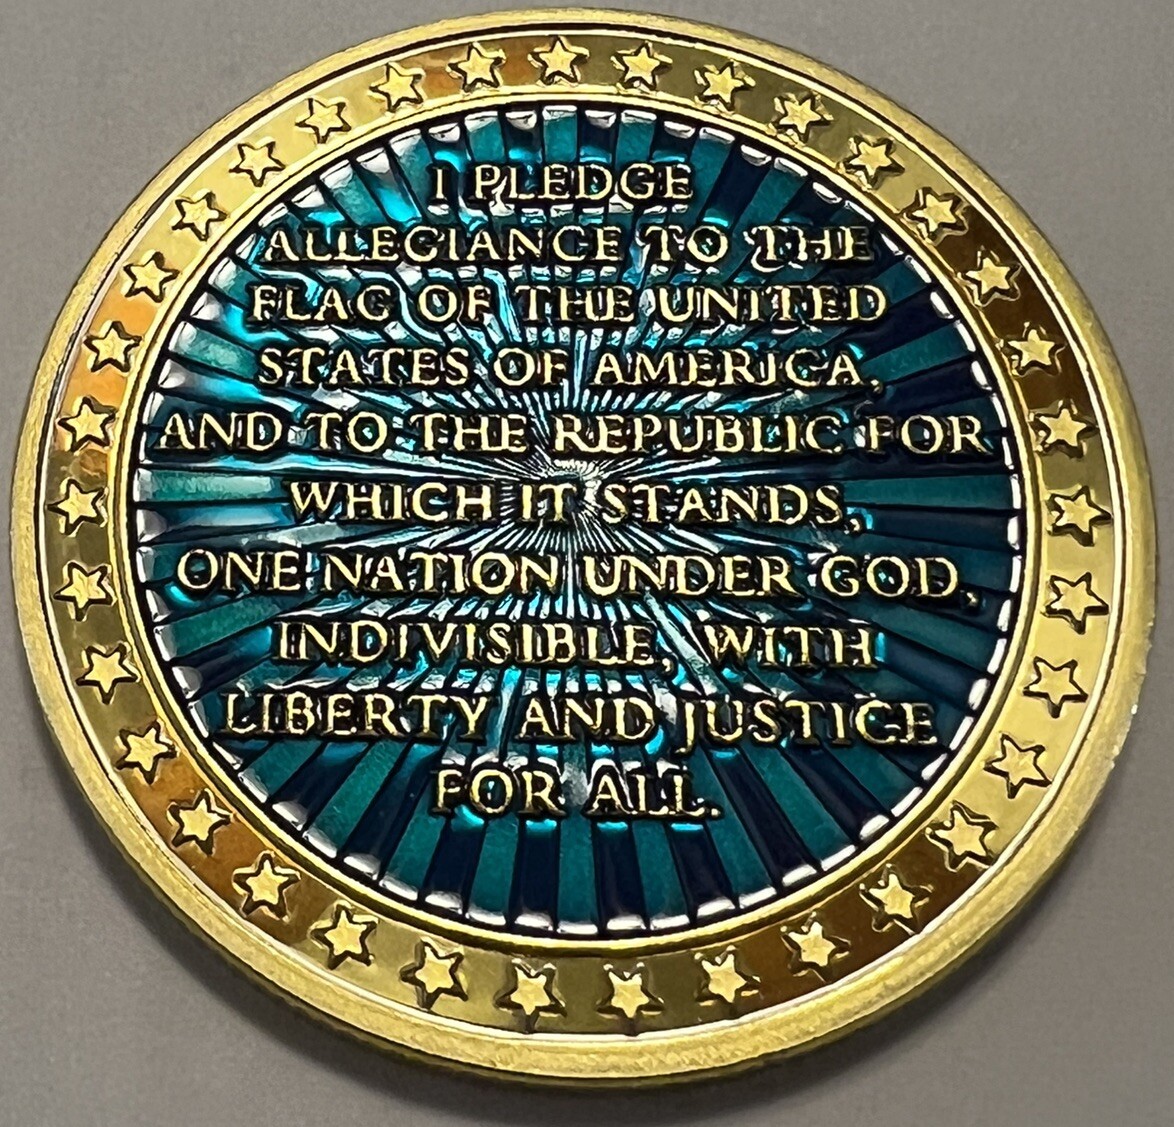 I PLEDGE
ALLEGIANCE TO THE
FLAG OF THE UNITED
STATES OF AMERICA,
AND TO THE REPUBLIC FOR
WHICH IT STANDS,
ONE NATION UNDER GOD,
INDIVISIBLE, WITH
LIBERTY AND JUSTICE
FOR ALL.